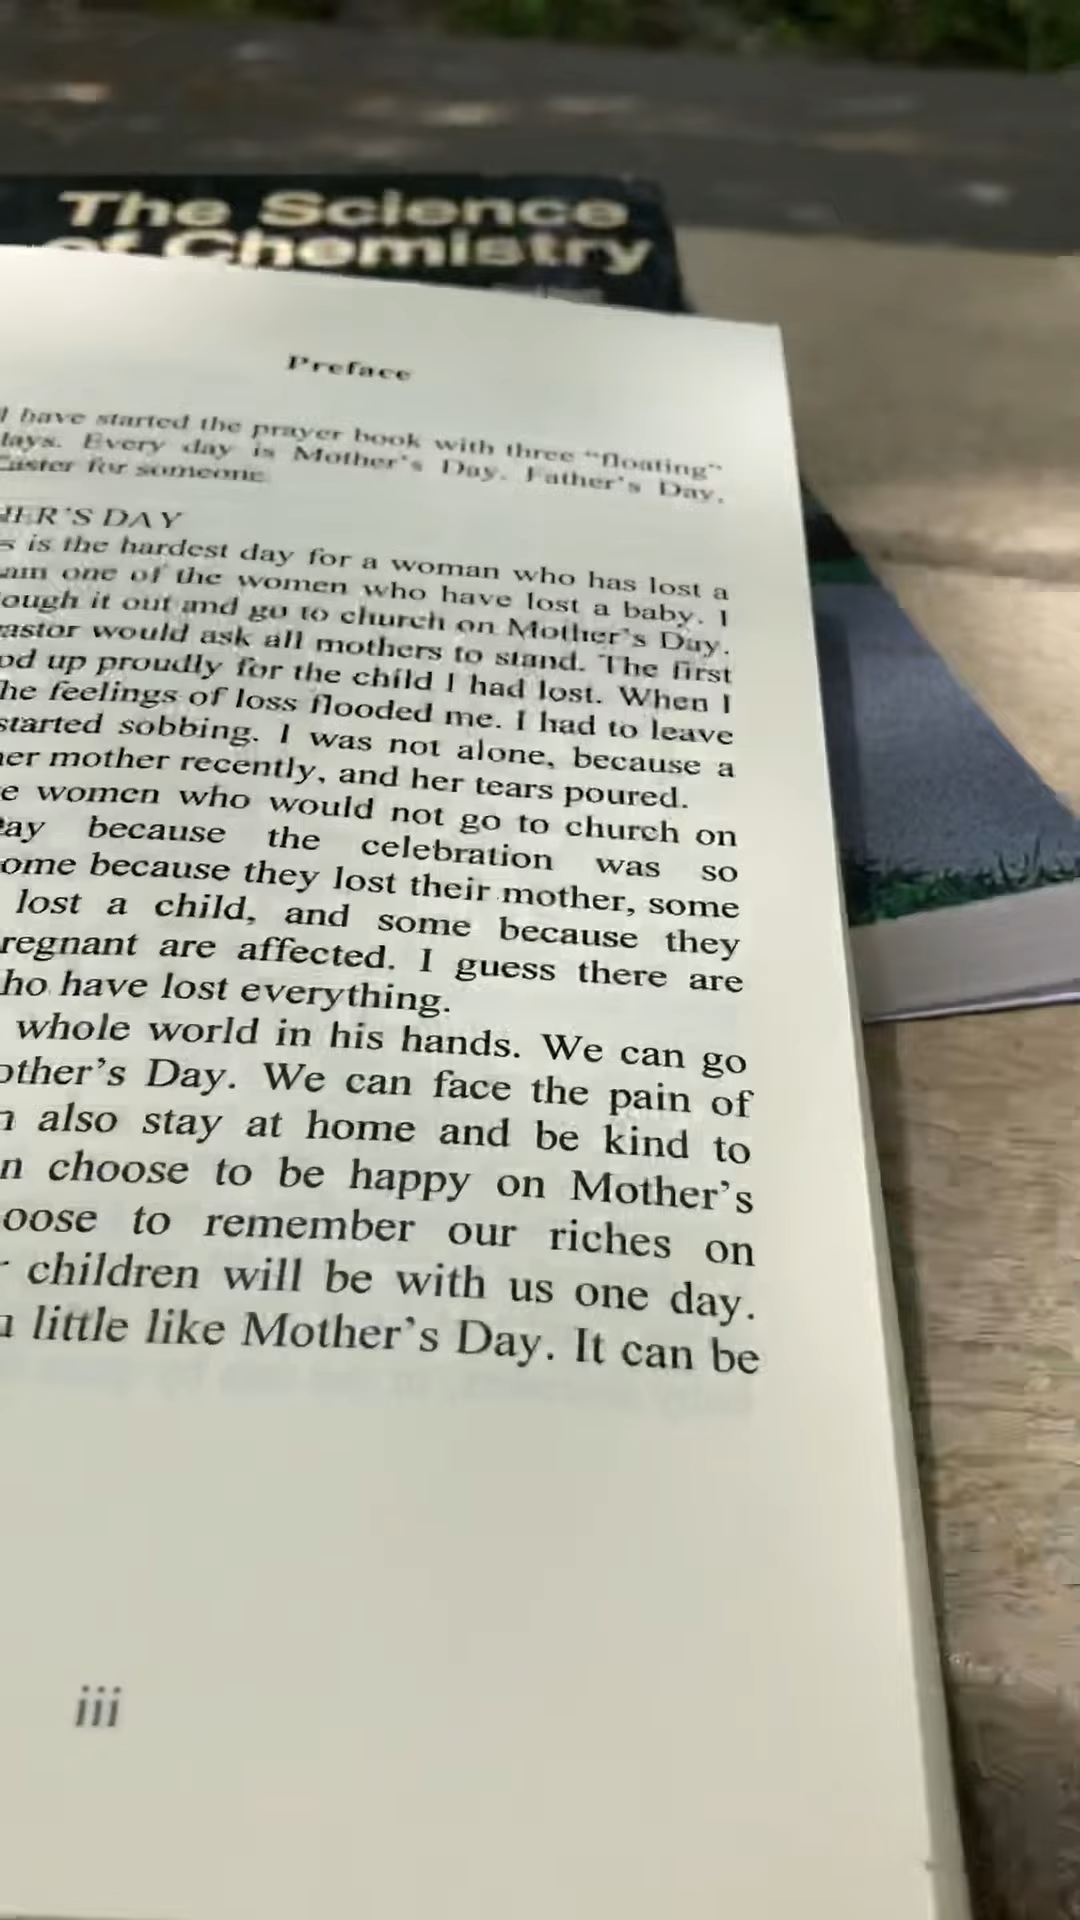 The Science
of Chemistry
Preface
I have started the prayer book with three "floating"
days. Every day is Mother's Day, Father's Day,
Easter for someone.
HER'S DAY
s is the hardest day for a woman who has lost a
am one of the women who have lost a baby. I
ough it out and go to church on Mother's Day.
astor would ask all mothers to stand. The first
od up proudly for the child I had lost. When I
he feelings of loss flooded me. I had to leave
started sobbing. I was not alone, because a
her mother recently, and her tears poured.
e women who would not go to church on
ay because the celebration was so
ome because they lost their mother, some
lost a child, and some because they
regnant are affected. I guess there are
ho have lost everything.
whole world in his hands. We can go
other's Day. We can face the pain of
n also stay at home and be kind to
n choose to be happy on Mother's
oose to remember our riches on
r children will be with us one day.
a little like Mother's Day. It can be
iii